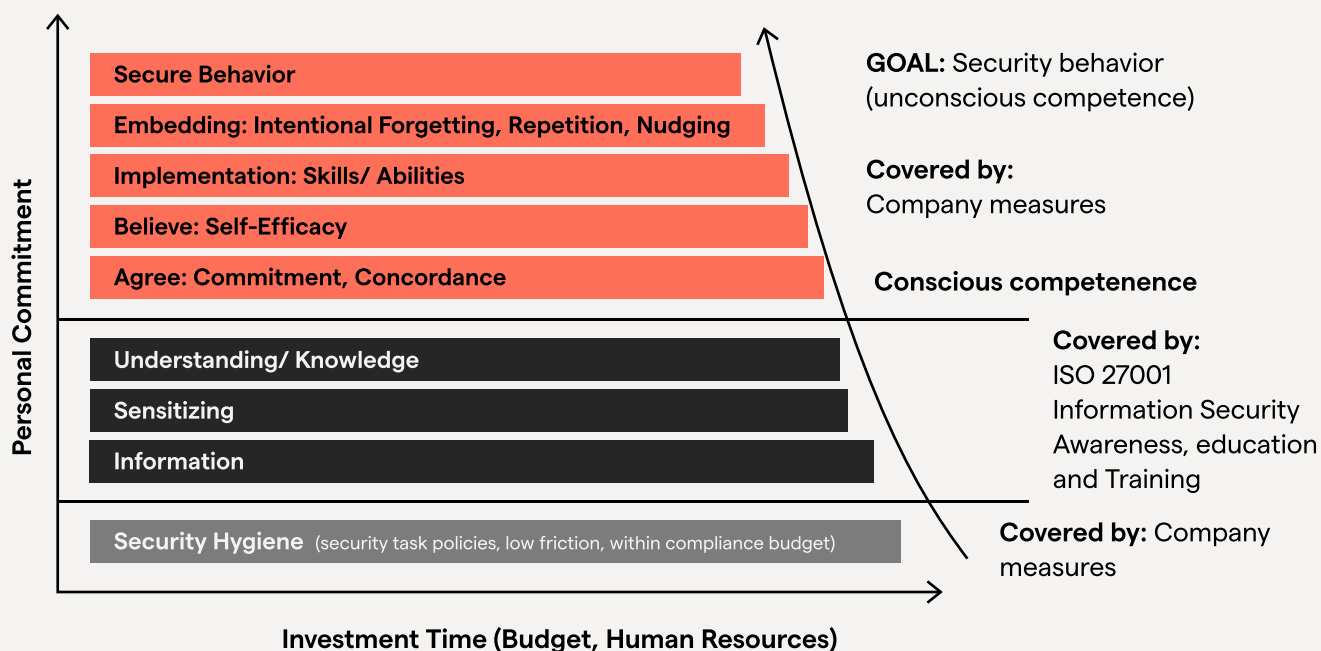 Secure Behavior
Embedding: Intentional Forgetting, Repetition, Nudging
Implementation: Skills/ Abilities
Believe: Self-Efficacy
Agree: Commitment, Concordance
Understanding/ Knowledge
Sensitizing
Information
Security Hygiene (security task policies, low friction, within compliance budget)
GOAL: Security behavior
(unconscious competence)
Covered by:
Company measures
Conscious competenence
Covered by:
ISO 27001
Information Security
Awareness, education
and Training
Covered by: Company
measures
Personal Commitment
Investment Time (Budget, Human Resources)